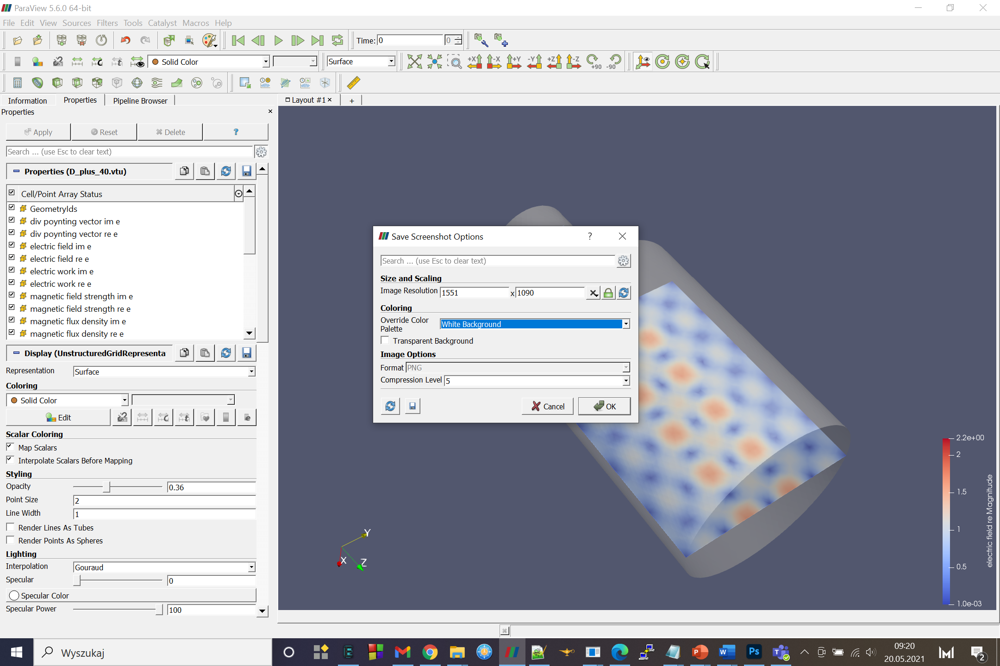 ParaView 5.6.0 64-bit
File Edit View Sources Filters Tools Catalyst Macros Help
Time: 0 0
Solid Color Surface +X -X +Y -Y +Z -Z +90 -90
Information Properties Pipeline Browser Layout #1 × +
Properties ×
Apply Reset Delete ?
Search ... (use Esc to clear text)
Properties (D_plus_40.vtu)
Cell/Point Array Status
GeometryIds
div poynting vector im e
div poynting vector re e
electric field im e
electric field re e
electric work im e
electric work re e
magnetic field strength im e
magnetic field strength re e
magnetic flux density im e
magnetic flux density re e
Display (UnstructuredGridRepresenta
Representation Surface
Coloring
Solid Color
Edit
Scalar Coloring
Map Scalars
Interpolate Scalars Before Mapping
Styling
Opacity 0.36
Point Size 2
Line Width 1
Render Lines As Tubes
Render Points As Spheres
Lighting
Interpolation Gouraud
Specular 0
Specular Color
Specular Power 100
Save Screenshot Options ?
Search ... (use Esc to clear text)
Size and Scaling
Image Resolution 1551 x 1090
Coloring
Override Color
Palette
White Background
Transparent Background
Image Options
Format PNG
Compression Level 5
Cancel OK
Y
X
Z
2.2e+00
2
1.5
1
0.5
1.0e-03
electric field re Magnitude
Wyszukaj
Ps
09:20
20.05.2021
2